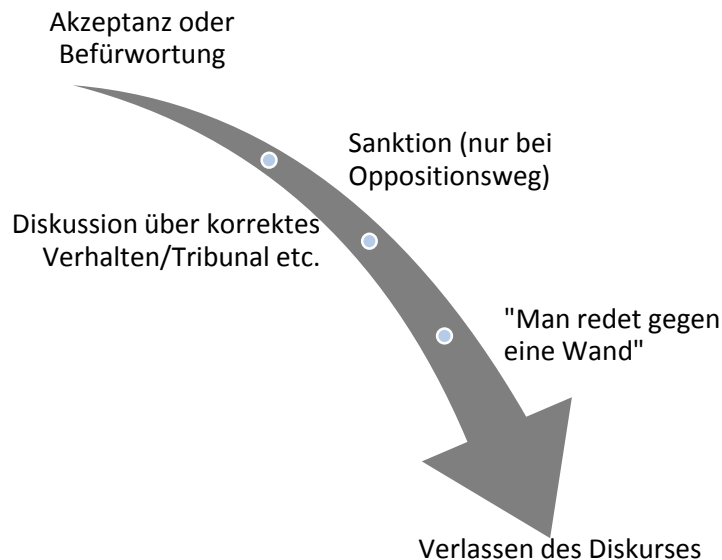 Akzeptanz oder
Befürwortung
Sanktion (nur bei
Oppositionsweg)
Diskussion über korrektes
Verhalten/Tribunal etc.
"Man redet gegen
eine Wand"
Verlassen des Diskurses